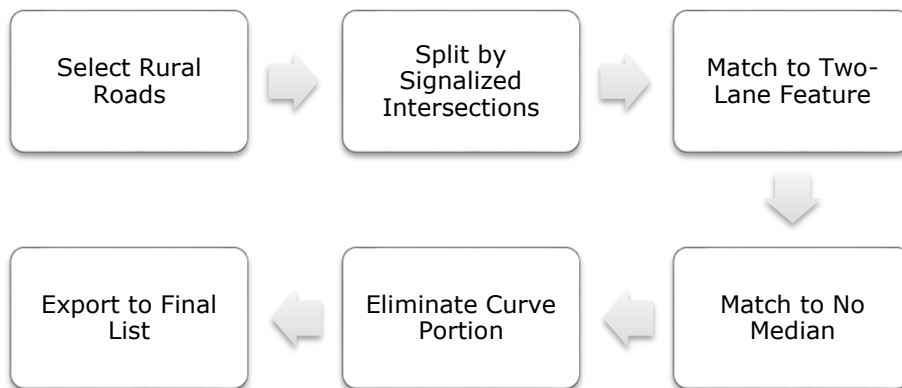 Select Rural
Roads
Split by
Signalized
Intersections
Match to Two-
Lane Feature
Match to No
Median
Eliminate Curve
Portion
Export to Final
List